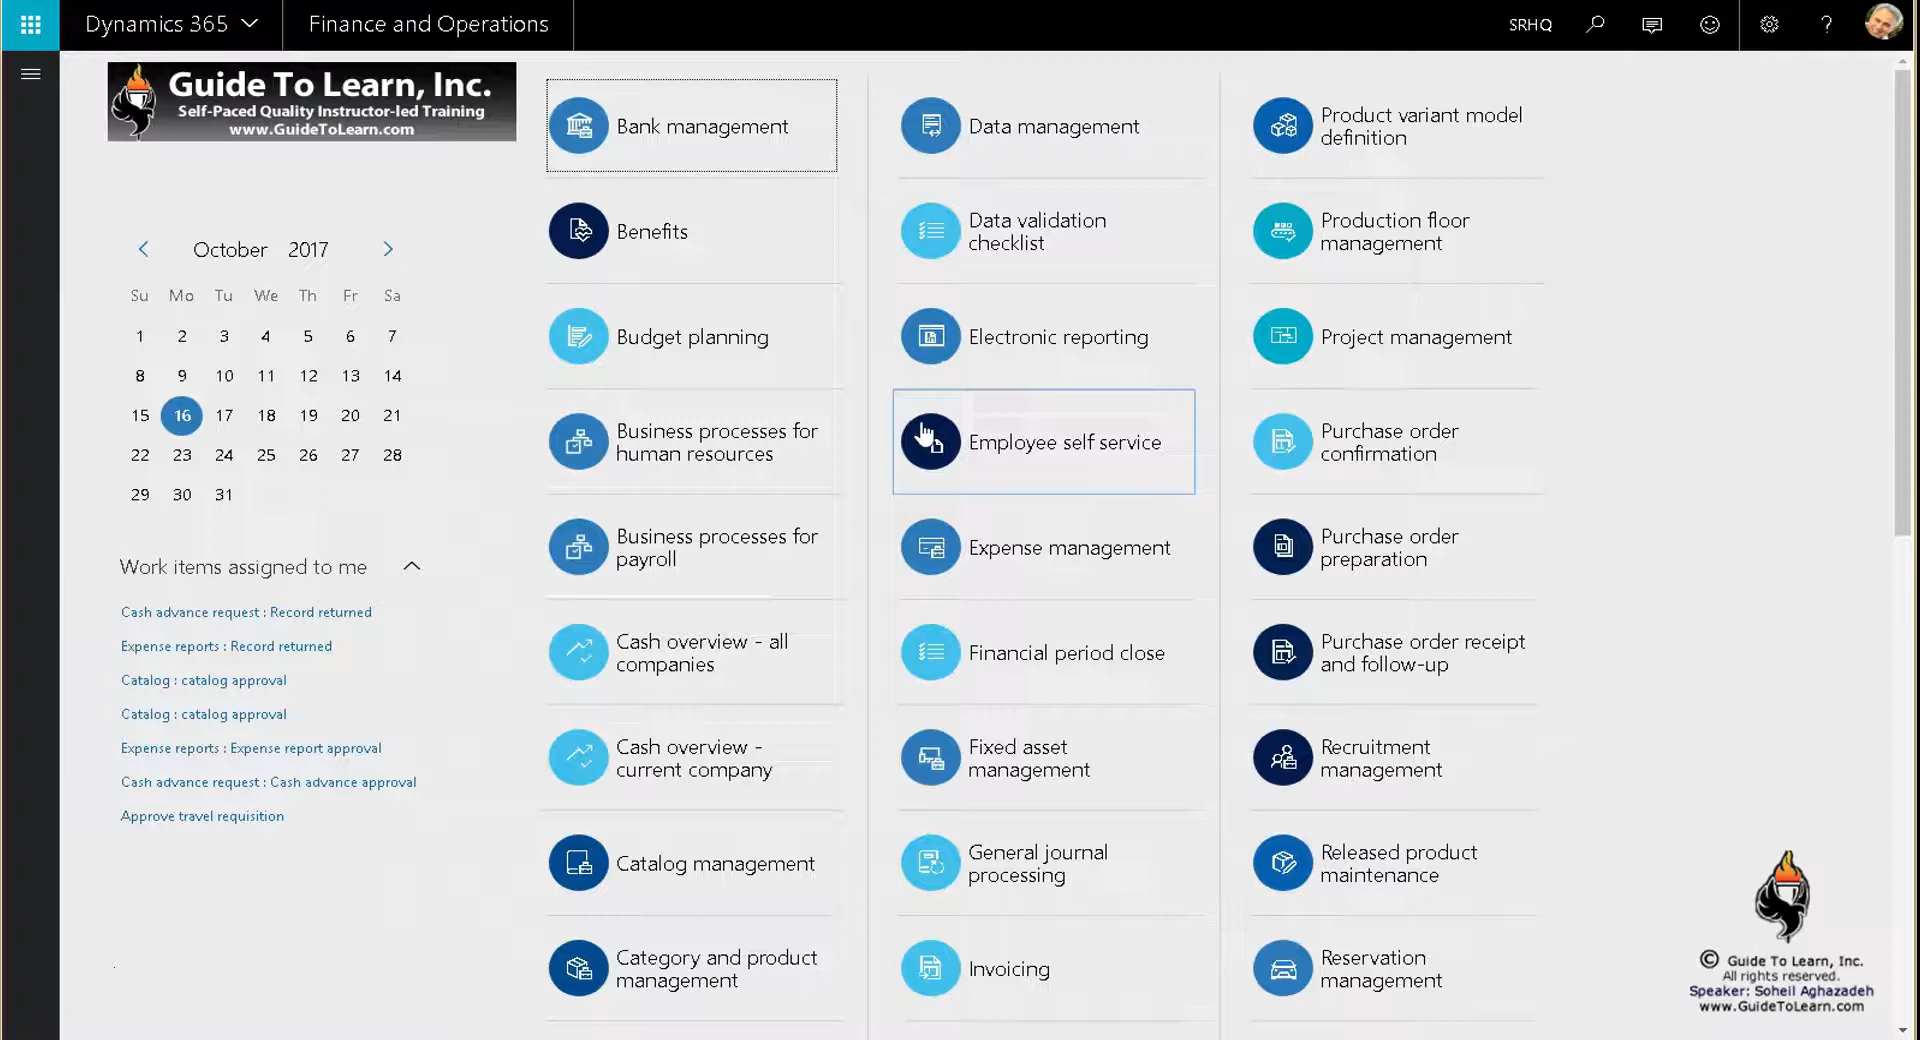 Dynamics 365
Finance and Operations
SRHQ
?
Guide To Learn, Inc.
Self-Paced Quality Instructor-led Training
www.GuideToLearn.com
October 2017
Su Mo Tu We Th Fr Sa
1 2 3 4 5 6 7
8 9 10 11 12 13 14
15 16 17 18 19 20 21
22 23 24 25 26 27 28
29 30 31
Work items assigned to me
Cash advance request : Record returned
Expense reports : Record returned
Catalog : catalog approval
Catalog : catalog approval
Expense reports : Expense report approval
Cash advance request : Cash advance approval
Approve travel requisition
Bank management
Benefits
Budget planning
Business processes for
human resources
Business processes for
payroll
Cash overview - all
companies
Cash overview -
current company
Catalog management
Category and product
management
Data management
Data validation
checklist
Electronic reporting
Employee self service
Expense management
Financial period close
Fixed asset
management
General journal
processing
Invoicing
Product variant model
definition
Production floor
management
Project management
Purchase order
confirmation
Purchase order
preparation
Purchase order receipt
and follow-up
Recruitment
management
Released product
maintenance
Reservation
management
© Guide To Learn, Inc.
All rights reserved.
Speaker: Soheil Aghazadeh
www.GuideToLearn.com